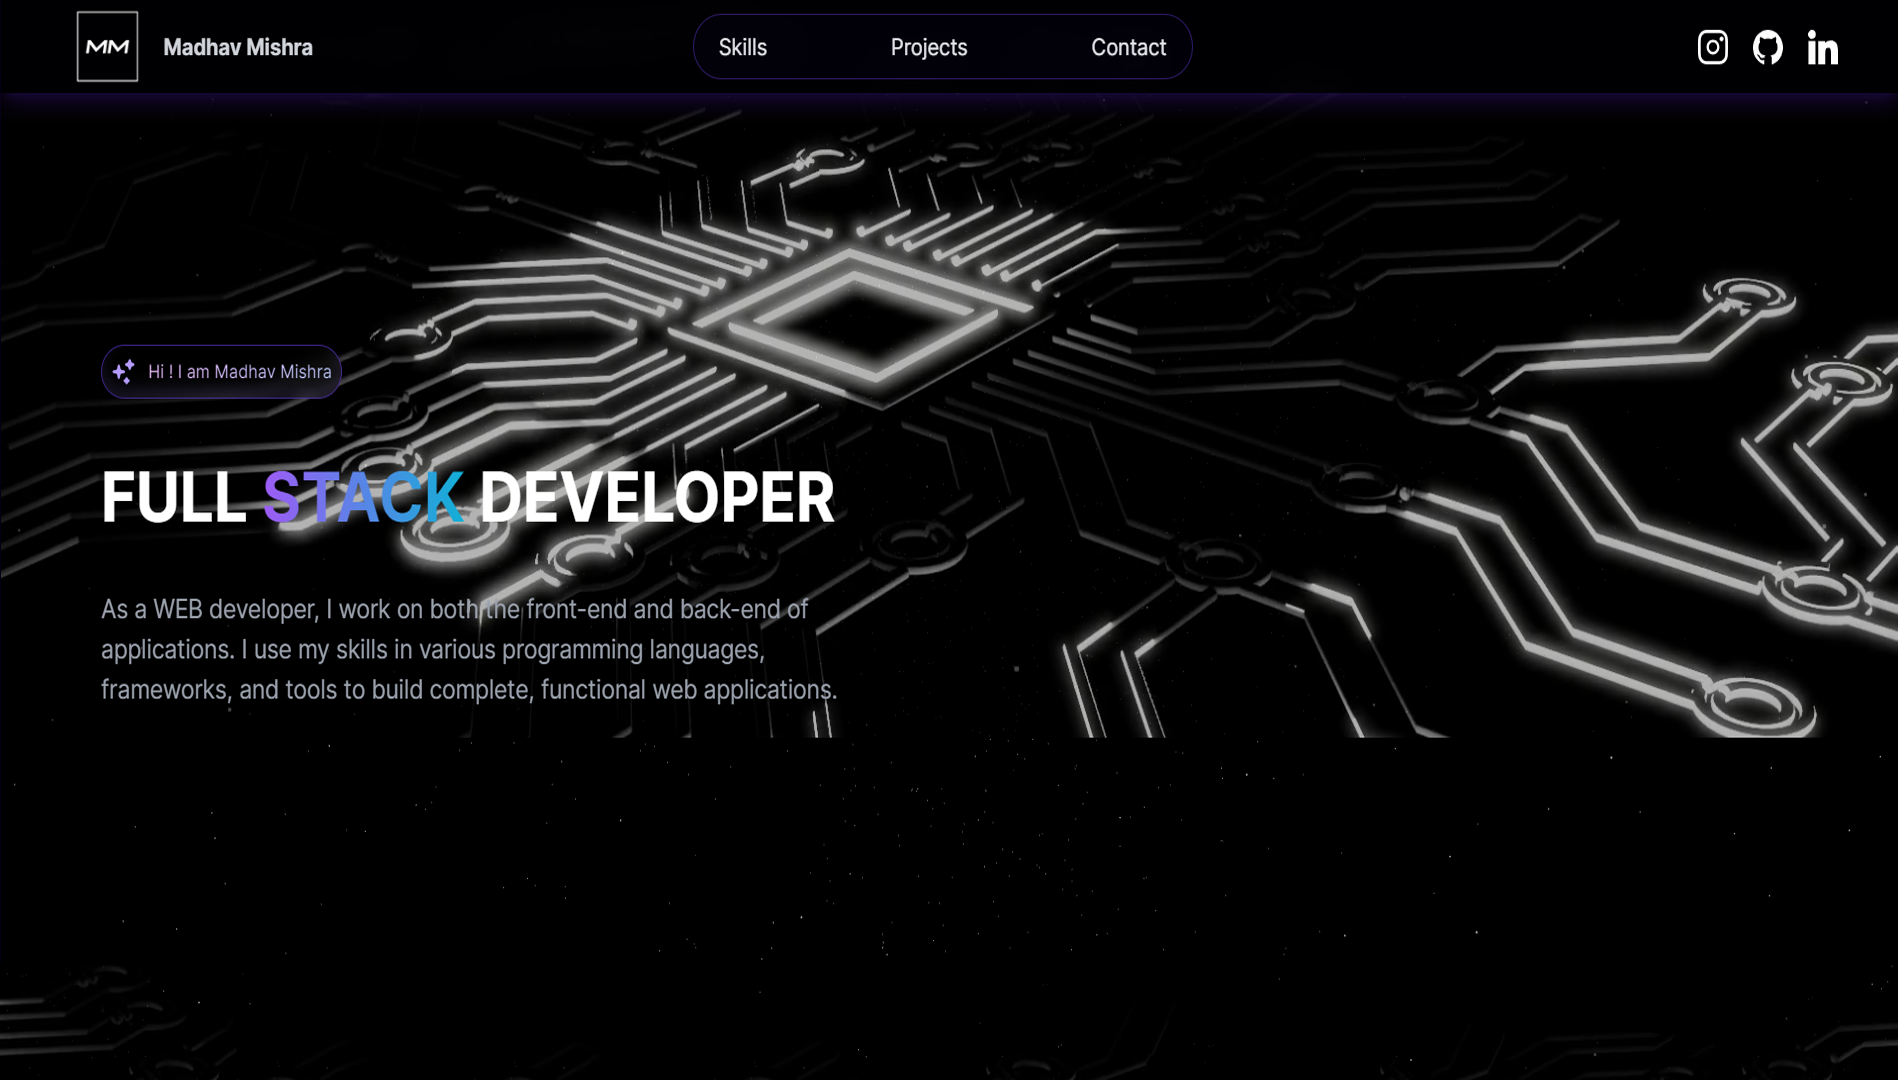 MM
Madhav Mishra
Skills
Projects
Contact
Hi ! I am Madhav Mishra
FULL STACK DEVELOPER
As a WEB developer, I work on both the front-end and back-end of
applications. I use my skills in various programming languages,
frameworks, and tools to build complete, functional web applications.